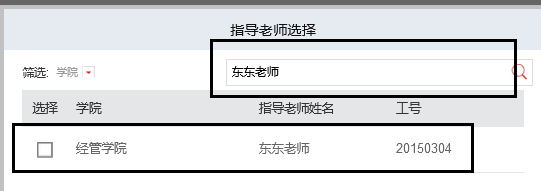 指导老师选择
筛选: 学院 东东老师
选择 学院 指导老师姓名 工号
经管学院 东东老师 20150304